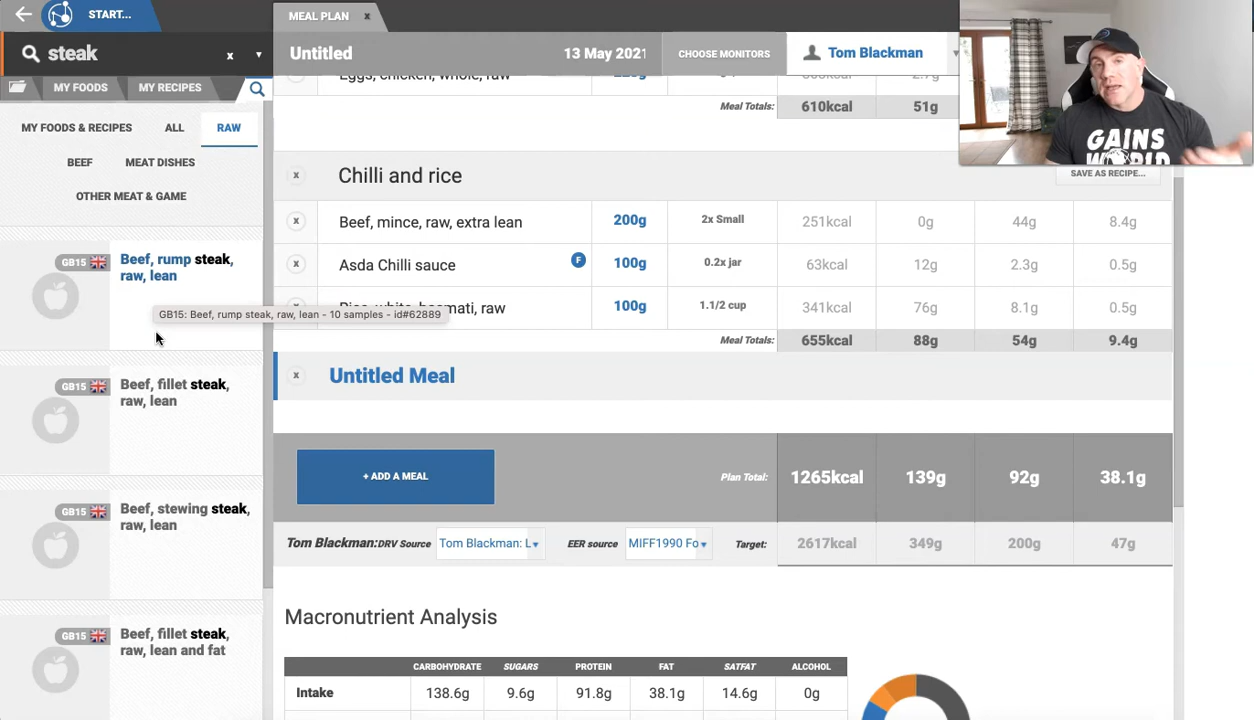 START...
MEAL PLAN x
steak x
Untitled
13 May 2021
CHOOSE MONITORS
Tom Blackman
MY FOODS
MY RECIPES
MY FOODS & RECIPES
ALL
RAW
BEEF
MEAT DISHES
OTHER MEAT & GAME
GB15
Beef, rump steak,
raw, lean
GB15: Beef, rump steak, raw, lean - 10 samples - id#62889
GB15
Beef, fillet steak,
raw, lean
GB15
Beef, stewing steak,
raw, lean
GB15
Beef, fillet steak,
raw, lean and fat
Eggs, chicken, whole, raw
Meal Totals: 610kcal 51g
GAINS
WORLD
x Chilli and rice
SAVE AS RECIPE...
x Beef, mince, raw, extra lean 200g 2x Small 251kcal 0g 44g 8.4g
x Asda Chilli sauce F 100g 0.2x jar 63kcal 12g 2.3g 0.5g
Rice, white, basmati, raw 100g 1.1/2 cup 341kcal 76g 8.1g 0.5g
Meal Totals: 655kcal 88g 54g 9.4g
x Untitled Meal
+ ADD A MEAL
Plan Total: 1265kcal 139g 92g 38.1g
Tom Blackman: DRV Source Tom Blackman: L EER source MIFF1990 Fo Target: 2617kcal 349g 200g 47g
Macronutrient Analysis
CARBOHYDRATE SUGARS PROTEIN FAT SATFAT ALCOHOL
Intake 138.6g 9.6g 91.8g 38.1g 14.6g 0g